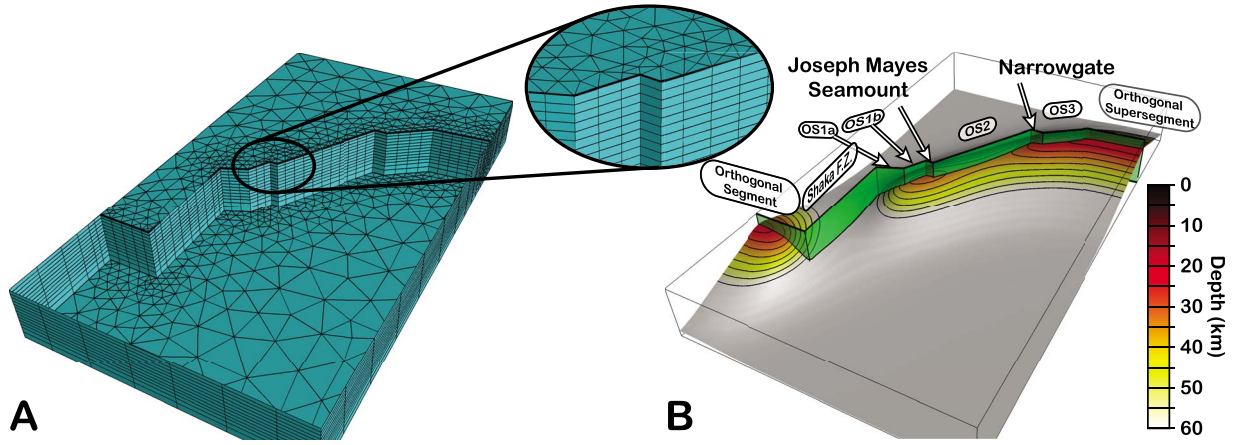 A
B
Joseph Mayes
Seamount
Narrowgate
Orthogonal
Supersegment
OS3
OS2
OS1b
OS1a
Shaka F.Z.
Orthogonal
Segment
0
10
20
30
40
50
60
Depth (km)